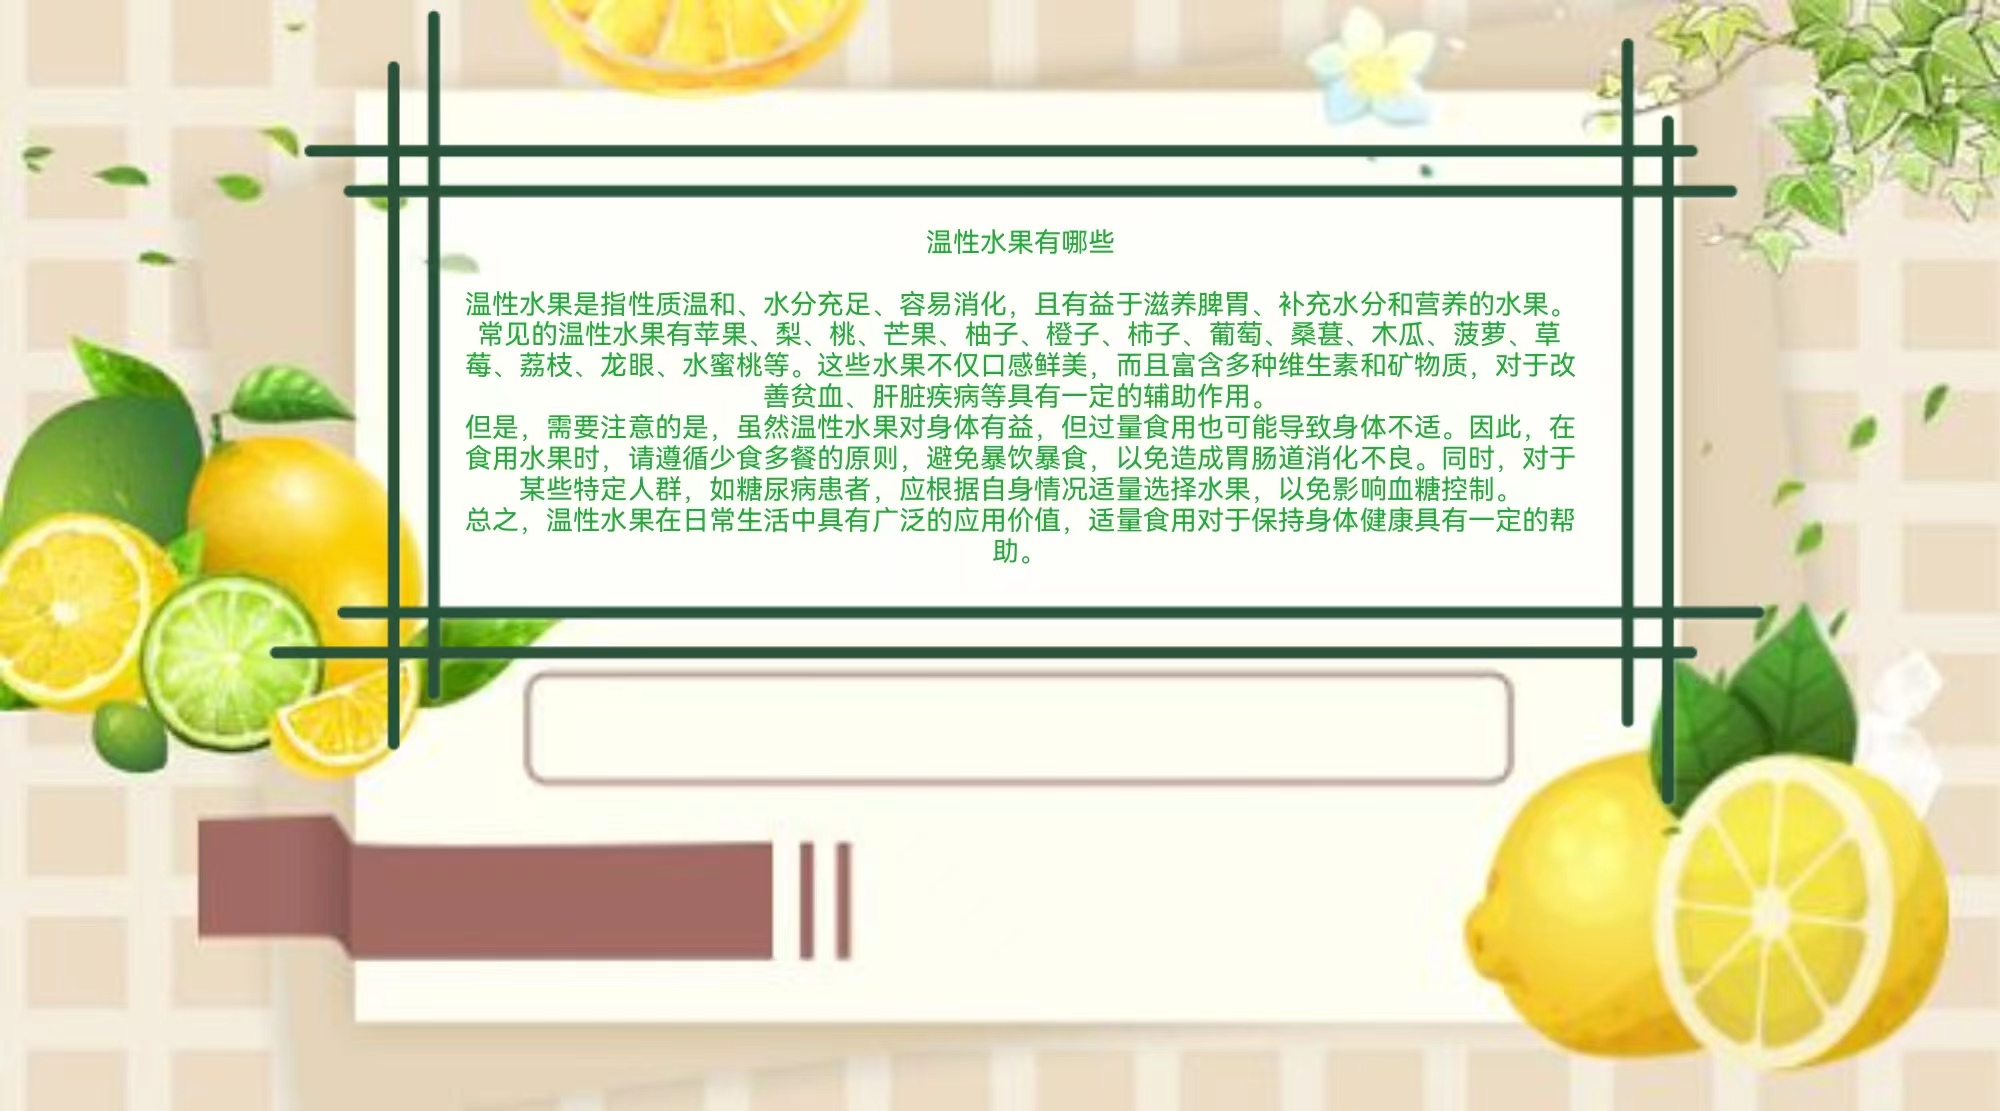 温性水果有哪些
温性水果是指性质温和、水分充足、容易消化，且有益于滋养脾胃、补充水分和营养的水果。
常见的温性水果有苹果、梨、桃、芒果、柚子、橙子、柿子、葡萄、桑葚、木瓜、菠萝、草
莓、荔枝、龙眼、水蜜桃等。这些水果不仅口感鲜美，而且富含多种维生素和矿物质，对于改
善贫血、肝脏疾病等具有一定的辅助作用。
但是，需要注意的是，虽然温性水果对身体有益，但过量食用也可能导致身体不适。因此，在
食用水果时，请遵循少食多餐的原则，避免暴饮暴食，以免造成胃肠道消化不良。同时，对于
某些特定人群，如糖尿病患者，应根据自身情况适量选择水果，以免影响血糖控制。
总之，温性水果在日常生活中具有广泛的应用价值，适量食用对于保持身体健康具有一定的帮
助。